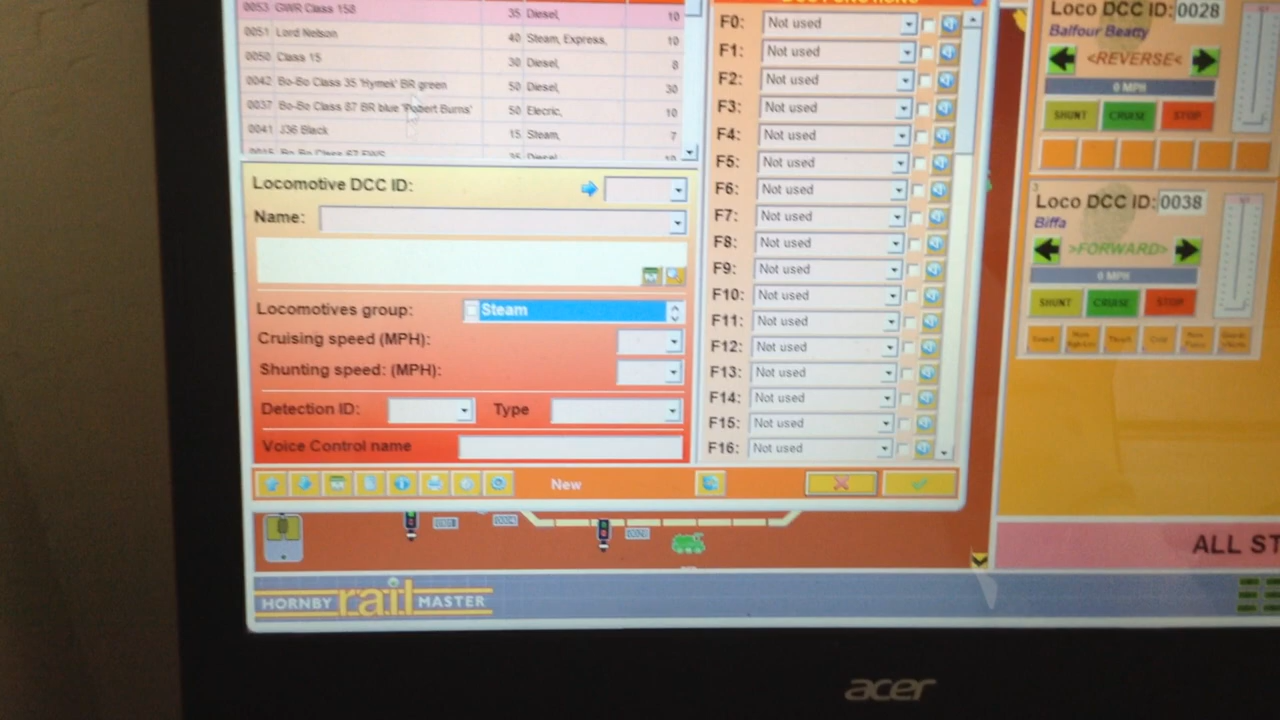 0053 GWR Class 158 35 Diesel, 10
0051 Lord Nelson 40 Steam, Express, 10
0050 Class 15 30 Diesel, 8
0042 Bo-Bo Class 35 'Hymek' BR green 50 Diesel, 30
0037 Bo-Bo Class 87 BR blue 'Robert Burns' 50 Elecric, 10
0041 J36 Black 15 Steam, 7
Locomotive DCC ID:
Name:
Locomotives group: Steam
Cruising speed (MPH):
Shunting speed: (MPH):
Detection ID: Type
Voice Control name
New
F0: Not used
F1: Not used
F2: Not used
F3: Not used
F4: Not used
F5: Not used
F6: Not used
F7: Not used
F8: Not used
F9: Not used
F10: Not used
F11: Not used
F12: Not used
F13: Not used
F14: Not used
F15: Not used
F16: Not used
Loco DCC ID: 0028
Balfour Beatty
<REVERSE<
0 MPH
SHUNT CRUISE STOP
3
Loco DCC ID: 0038
Biffa
>FORWARD>
0 MPH
SHUNT CRUISE STOP
ALL ST
HORNBY rail MASTER
acer